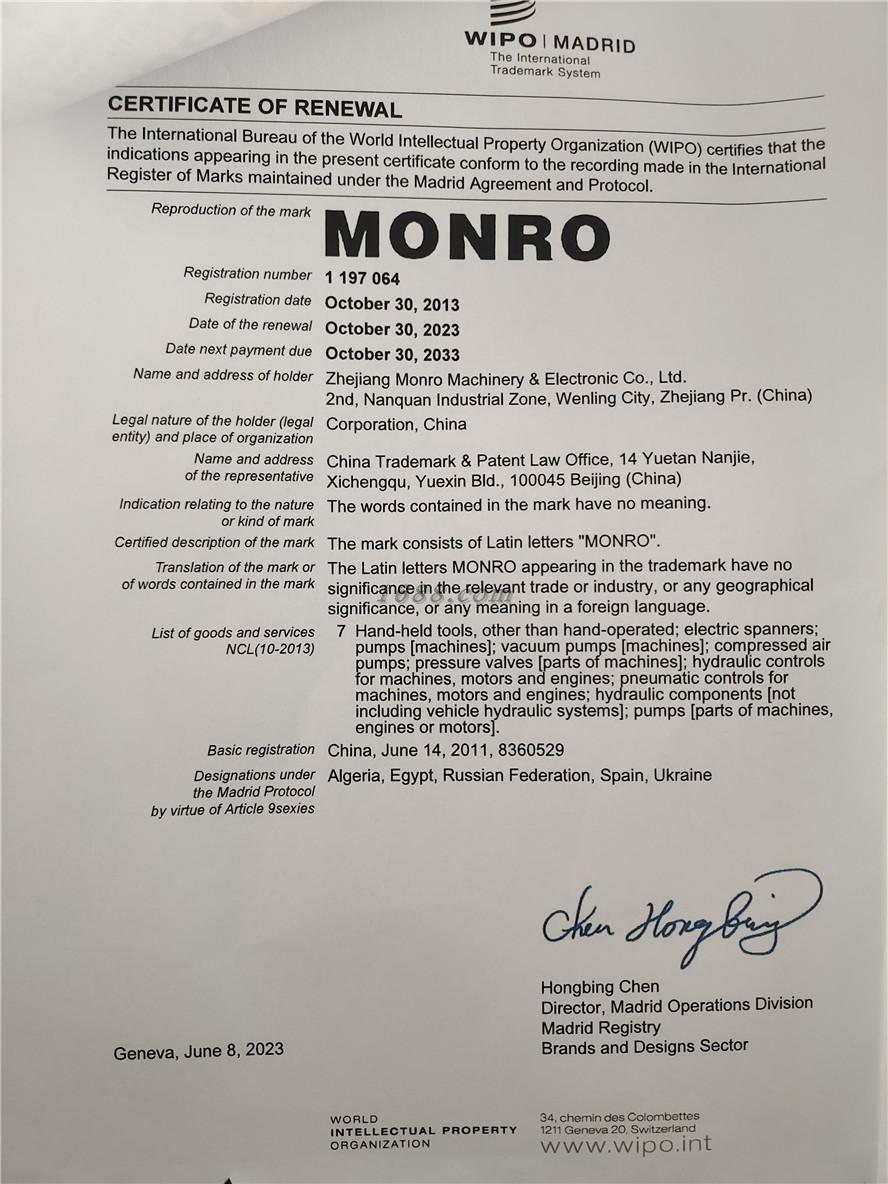 WIPO | MADRID
The International
Trademark System
CERTIFICATE OF RENEWAL
The International Bureau of the World Intellectual Property Organization (WIPO) certifies that the
indications appearing in the present certificate conform to the recording made in the International
Register of Marks maintained under the Madrid Agreement and Protocol.
Reproduction of the mark MONRO
Registration number 1 197 064
Registration date October 30, 2013
Date of the renewal October 30, 2023
Date next payment due October 30, 2033
Name and address of holder Zhejiang Monro Machinery & Electronic Co., Ltd.
2nd, Nanquan Industrial Zone, Wenling City, Zhejiang Pr. (China)
Legal nature of the holder (legal
entity) and place of organization Corporation, China
Name and address
of the representative China Trademark & Patent Law Office, 14 Yuetan Nanjie,
Xichengqu, Yuexin Bld., 100045 Beijing (China)
Indication relating to the nature
or kind of mark The words contained in the mark have no meaning.
Certified description of the mark The mark consists of Latin letters "MONRO".
Translation of the mark or
of words contained in the mark The Latin letters MONRO appearing in the trademark have no
significance in the relevant trade or industry, or any geographical
significance, or any meaning in a foreign language.
1688.com
List of goods and services
NCL(10-2013) 7 Hand-held tools, other than hand-operated; electric spanners;
pumps [machines]; vacuum pumps [machines]; compressed air
pumps; pressure valves [parts of machines]; hydraulic controls
for machines, motors and engines; pneumatic controls for
machines, motors and engines; hydraulic components [not
including vehicle hydraulic systems]; pumps [parts of machines,
engines or motors].
Basic registration China, June 14, 2011, 8360529
Designations under
the Madrid Protocol
by virtue of Article 9sexies Algeria, Egypt, Russian Federation, Spain, Ukraine
Chen Hongbing
Hongbing Chen
Director, Madrid Operations Division
Madrid Registry
Brands and Designs Sector
Geneva, June 8, 2023
WORLD
INTELLECTUAL PROPERTY
ORGANIZATION
34, chemin des Colombettes
1211 Geneva 20, Switzerland
www.wipo.int